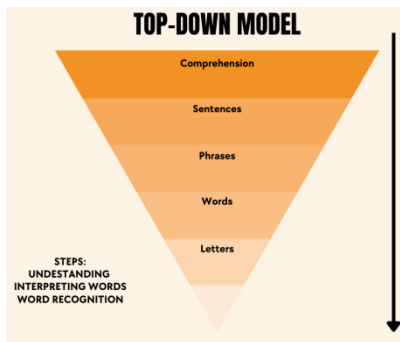 TOP-DOWN MODEL
Comprehension
Sentences
Phrases
Words
Letters
STEPS:
UNDESTANDING
INTERPRETING WORDS
WORD RECOGNITION